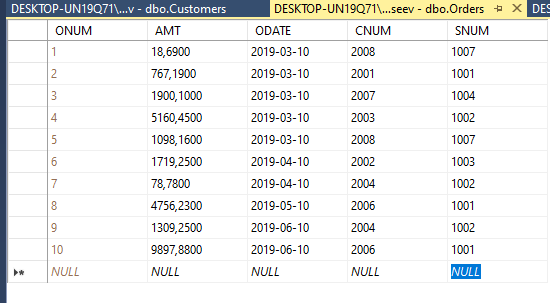 DESKTOP-UN19Q71\...v - dbo.Customers DESKTOP-UN19Q71\...seev - dbo.Orders DES
ONUM AMT ODATE CNUM SNUM
1 18,6900 2019-03-10 2008 1007
2 767,1900 2019-03-10 2001 1001
3 1900,1000 2019-03-10 2007 1004
4 5160,4500 2019-03-10 2003 1002
5 1098,1600 2019-03-10 2008 1007
6 1719,2500 2019-04-10 2002 1003
7 78,7800 2019-04-10 2004 1002
8 4756,2300 2019-05-10 2006 1001
9 1309,2500 2019-06-10 2004 1002
10 9897,8800 2019-06-10 2006 1001
NULL NULL NULL NULL NULL